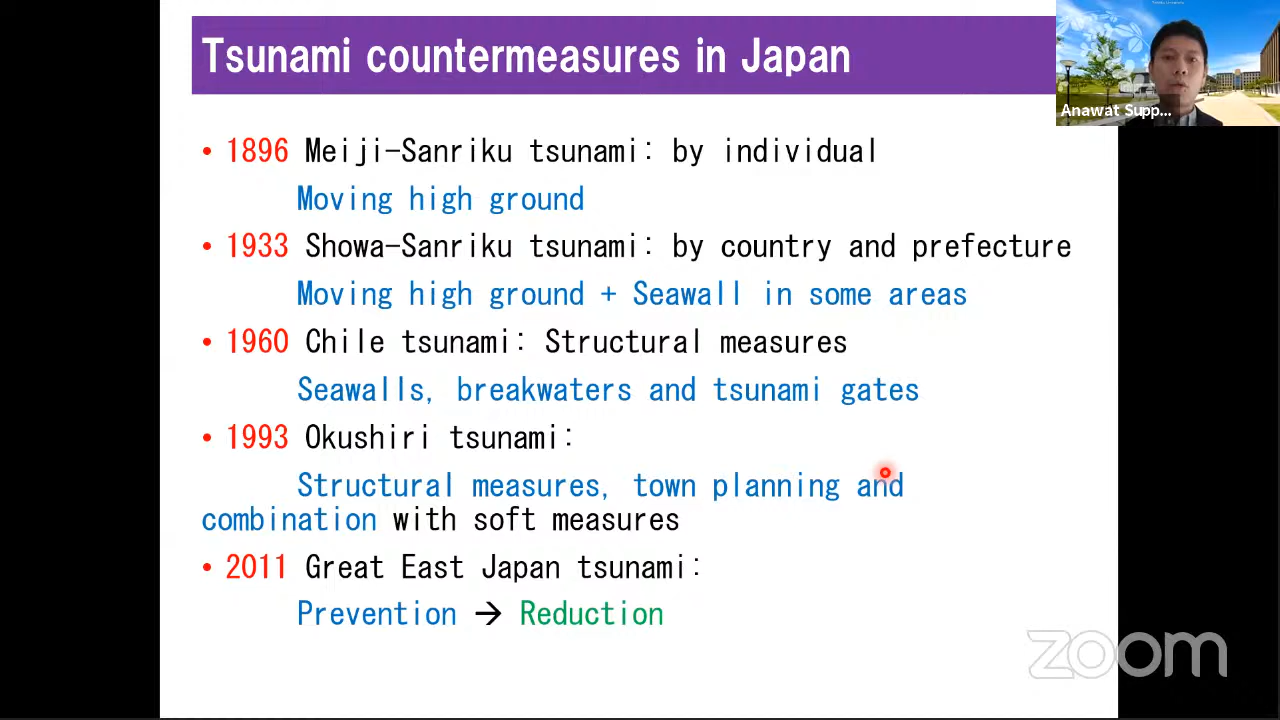 Tsunami countermeasures in Japan
Anawat Supp...
• 1896 Meiji-Sanriku tsunami: by individual
Moving high ground
• 1933 Showa-Sanriku tsunami: by country and prefecture
Moving high ground + Seawall in some areas
• 1960 Chile tsunami: Structural measures
Seawalls, breakwaters and tsunami gates
• 1993 Okushiri tsunami:
Structural measures, town planning and
combination with soft measures
• 2011 Great East Japan tsunami:
Prevention → Reduction
zoom